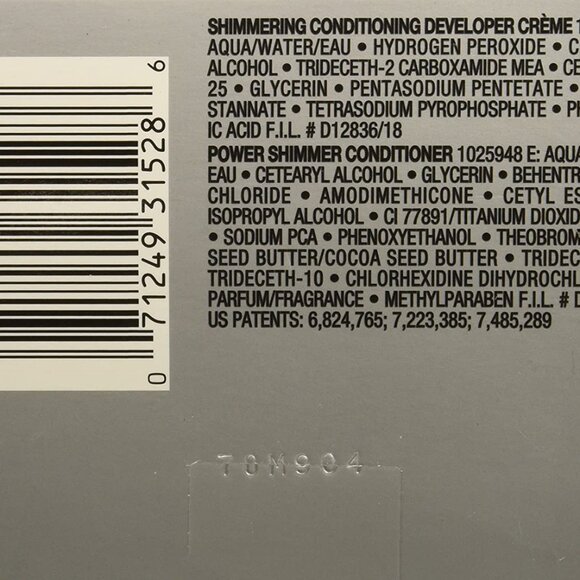 SHIMMERING CONDITIONING DEVELOPER CRÈME 1
AQUA/WATER/EAU • HYDROGEN PEROXIDE • C
ALCOHOL • TRIDECETH-2 CARBOXAMIDE MEA • CE
25 • GLYCERIN • PENTASODIUM PENTETATE •
STANNATE • TETRASODIUM PYROPHOSPHATE •
IC ACID F.I.L. # D12836/18
POWER SHIMMER CONDITIONER 1025948 E: AQUA
EAU • CETEARYL ALCOHOL • GLYCERIN • BEHENTR
CHLORIDE • AMODIMETHICONE • CETYL ES
ISOPROPYL ALCOHOL • CI 77891/TITANIUM DIOXID
• SODIUM PCA • PHENOXYETHANOL • THEOBROM
SEED BUTTER/COCOA SEED BUTTER • TRIDEC
TRIDECETH-10 • CHLORHEXIDINE DIHYDROCHL
PARFUM/FRAGRANCE • METHYLPARABEN F.I.L. # D
US PATENTS: 6,824,765; 7,223,385; 7,485,289
0 71249 31528 6
78M904